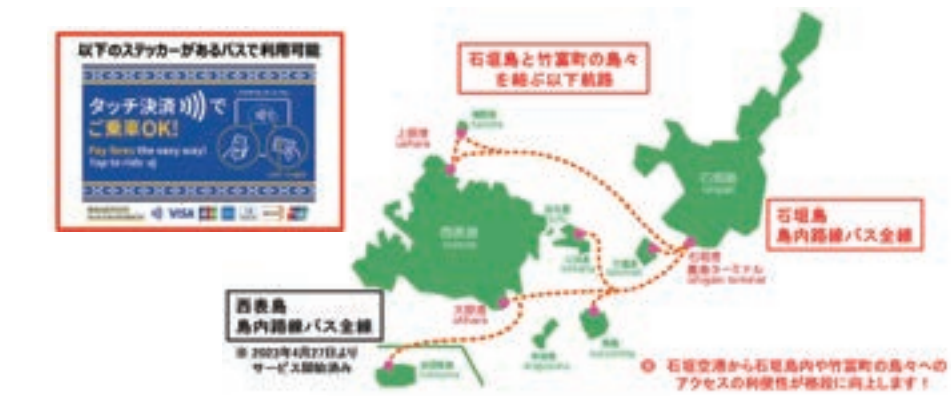 以下のステッカーがあるバスで利用可能
タッチ決済 で
ご乗車OK!
Pay fares the easy way!
Tap to ride
VISA JCB
石垣島と竹富町の島々
を結ぶ以下航路
上原港
uehara
西表島
石垣島
石垣島
島内路線バス全線
石垣港
離島ターミナル
ishigaki terminal
大原港
ohhara
西表島
島内路線バス全線
※ 2023年4月27日より
サービス開始済み
石垣空港から石垣島内や竹富町の島々への
アクセスの利便性が格段に向上します!